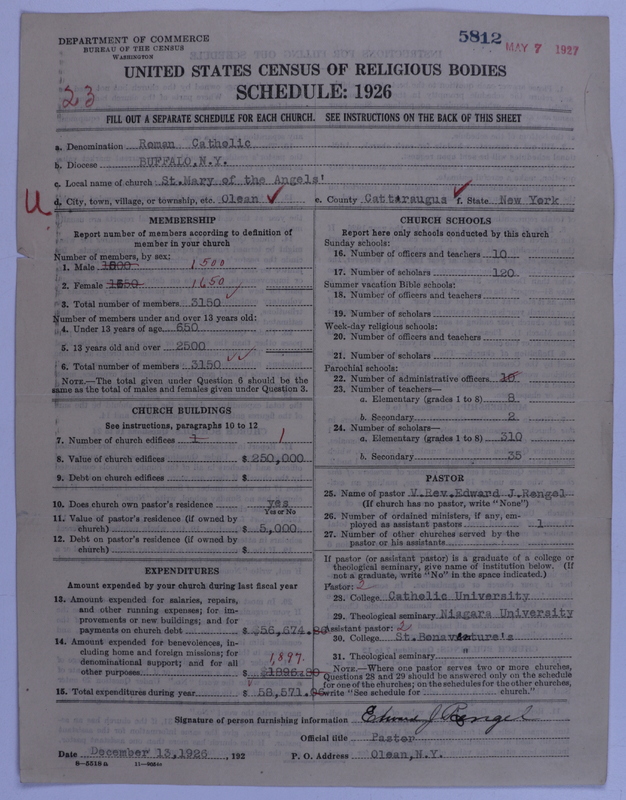 DEPARTMENT OF COMMERCE
BUREAU OF THE CENSUS
WASHINGTON
5812
MAY 7 1927
UNITED STATES CENSUS OF RELIGIOUS BODIES
SCHEDULE: 1926
23
FILL OUT A SEPARATE SCHEDULE FOR EACH CHURCH. SEE INSTRUCTIONS ON THE BACK OF THIS SHEET
a. Denomination Roman Catholic
b. Diocese BUFFALO, N.Y.
c. Local name of church St. Mary of the Angels'
U
d. City, town, village, or township, etc. Olean e. County Cattaraugus f. State New York
MEMBERSHIP
Report number of members according to definition of
member in your church
Number of members, by sex:
1. Male 1500
2. Female 1650
3. Total number of members 3150
Number of members under and over 13 years old:
4. Under 13 years of age 650
5. 13 years old and over 2500
6. Total number of members 3150
NOTE.—The total given under Question 6 should be the
same as the total of males and females given under Question 3.
CHURCH BUILDINGS
See instructions, paragraphs 10 to 12
7. Number of church edifices 1 1
8. Value of church edifices $ 250,000
9. Debt on church edifices $
10. Does church own pastor's residence yes
Yes or No
11. Value of pastor's residence (if owned by
church) $ 5,000
12. Debt on pastor's residence (if owned by
church) $
EXPENDITURES
Amount expended by your church during last fiscal year
13. Amount expended for salaries, repairs,
and other running expenses; for im-
provements or new buildings; and for
payments on church debt $ 56,674.
14. Amount expended for benevolences, in-
cluding home and foreign missions; for
denominational support; and for all
other purposes $ 1,897.
15. Total expenditures during year $ 58,571.
CHURCH SCHOOLS
Report here only schools conducted by this church
Sunday schools:
16. Number of officers and teachers 10
17. Number of scholars 120
Summer vacation Bible schools:
18. Number of officers and teachers
19. Number of scholars
Week-day religious schools:
20. Number of officers and teachers
21. Number of scholars
Parochial schools:
22. Number of administrative officers 10
23. Number of teachers—
a. Elementary (grades 1 to 8) 8
b. Secondary 2
24. Number of scholars—
a. Elementary (grades 1 to 8) 310
b. Secondary 35
PASTOR
25. Name of pastor V.Rev.Edward J.Rengel
(If church has no pastor, write "None")
26. Number of ordained ministers, if any, em-
ployed as assistant pastors 1
27. Number of other churches served by the
pastor or his assistants
If pastor (or assistant pastor) is a graduate of a college or
theological seminary, give name of institution below. (If
not a graduate, write "No" in the space indicated.)
Pastor: 2
28. College Catholic University
29. Theological seminary Niagara University
Assistant pastor: 2
30. College St.Bonaventure's
31. Theological seminary "
NOTE.—Where one pastor serves two or more churches,
Questions 28 and 29 should be answered only on the schedule
for one of the churches; on the schedules for the other churches,
write "See schedule for church."
Signature of person furnishing information Edward J. Rengel
Official title Pastor
Date December 13,1926, 192 P. O. Address Olean, N.Y.
8-5518a